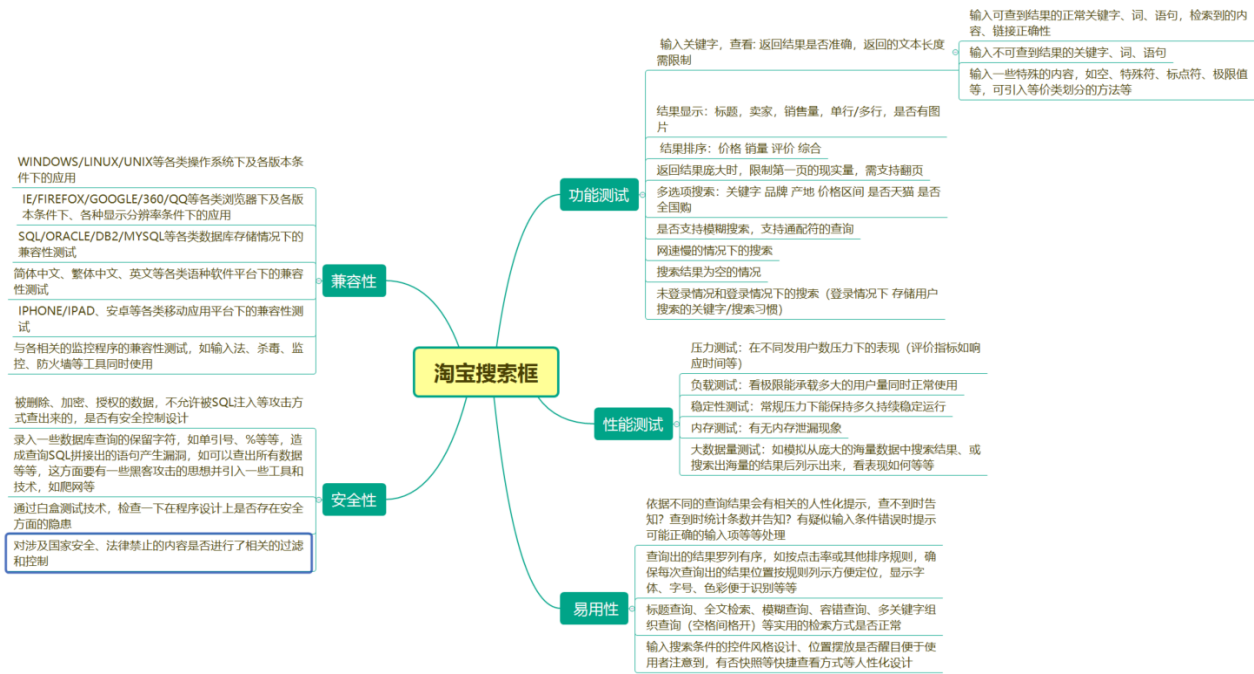 淘宝搜索框
功能测试
输入关键字，查看: 返回结果是否准确，返回的文本长度
需限制
输入可查到结果的正常关键字、词、语句，检索到的内
容、链接正确性
输入不可查到结果的关键字、词、语句
输入一些特殊的内容，如空、特殊符、标点符、极限值
等，可引入等价类划分的方法等
结果显示：标题，卖家，销售量，单行/多行，是否有图
片
结果排序：价格 销量 评价 综合
返回结果庞大时，限制第一页的现实量，需支持翻页
多选项搜索：关键字 品牌 产地 价格区间 是否天猫 是否
全国购
是否支持模糊搜索，支持通配符的查询
网速慢的情况下的搜索
搜索结果为空的情况
未登录情况和登录情况下的搜索（登录情况下 存储用户
搜索的关键字/搜索习惯）
性能测试
压力测试：在不同发用户数压力下的表现（评价指标如响
应时间等）
负载测试：看极限能承载多大的用户量同时正常使用
稳定性测试：常规压力下能保持多久持续稳定运行
内存测试：有无内存泄漏现象
大数据量测试：如模拟从庞大的海量数据中搜索结果、或
搜索出海量的结果后列示出来，看表现如何等等
易用性
依据不同的查询结果会有相关的人性化提示，查不到时告
知？查到时统计条数并告知？有疑似输入条件错误时提示
可能正确的输入项等等处理
查询出的结果罗列有序，如按点击率或其他排序规则，确
保每次查询出的结果位置按规则列示方便定位，显示字
体、字号、色彩便于识别等等
标题查询、全文检索、模糊查询、容错查询、多关键字组
织查询（空格间格开）等实用的检索方式是否正常
输入搜索条件的控件风格设计、位置摆放是否醒目便于使
用者注意到，有否快照等快捷查看方式等人性化设计
兼容性
WINDOWS/LINUX/UNIX等各类操作系统下及各版本条
件下的应用
IE/FIREFOX/GOOGLE/360/QQ等各类浏览器下及各版
本条件下、各种显示分辨率条件下的应用
SQL/ORACLE/DB2/MYSQL等各类数据库存储情况下的
兼容性测试
简体中文、繁体中文、英文等各类语种软件平台下的兼容
性测试
IPHONE/IPAD、安卓等各类移动应用平台下的兼容性测
试
与各相关的监控程序的兼容性测试，如输入法、杀毒、监
控、防火墙等工具同时使用
安全性
被删除、加密、授权的数据，不允许被SQL注入等攻击方
式查出来的，是否有安全控制设计
录入一些数据库查询的保留字符，如单引号、%等等，造
成查询SQL拼接出的语句产生漏洞，如可以查出所有数据
等等，这方面要有一些黑客攻击的思想并引入一些工具和
技术，如爬网等
通过白盒测试技术，检查一下在程序设计上是否存在安全
方面的隐患
对涉及国家安全、法律禁止的内容是否进行了相关的过滤
和控制